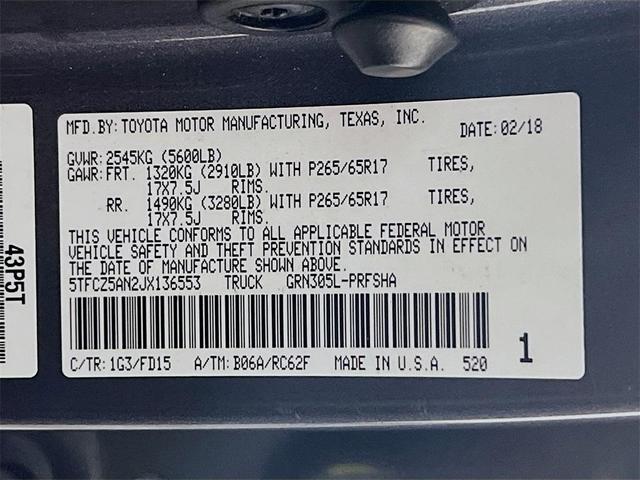 MFD.BY:TOYOTA MOTOR MANUFACTURING, TEXAS, INC. DATE:02/18
GVWR:2545KG (5600LB)
GAWR:FRT. 1320KG (2910LB) WITH P265/65R17 TIRES,
17X7.5J RIMS.
RR. 1490KG (3280LB) WITH P265/65R17 TIRES,
17X7.5J RIMS.
THIS VEHICLE CONFORMS TO ALL APPLICABLE FEDERAL MOTOR
VEHICLE SAFETY AND THEFT PREVENTION STANDARDS IN EFFECT ON
THE DATE OF MANUFACTURE SHOWN ABOVE.
5TFCZ5AN2JX136553 TRUCK GRN305L-PRFSHA
C/TR:1G3/FD15 A/TM:B06A/RC62F MADE IN U.S.A. 520 1
43P5T